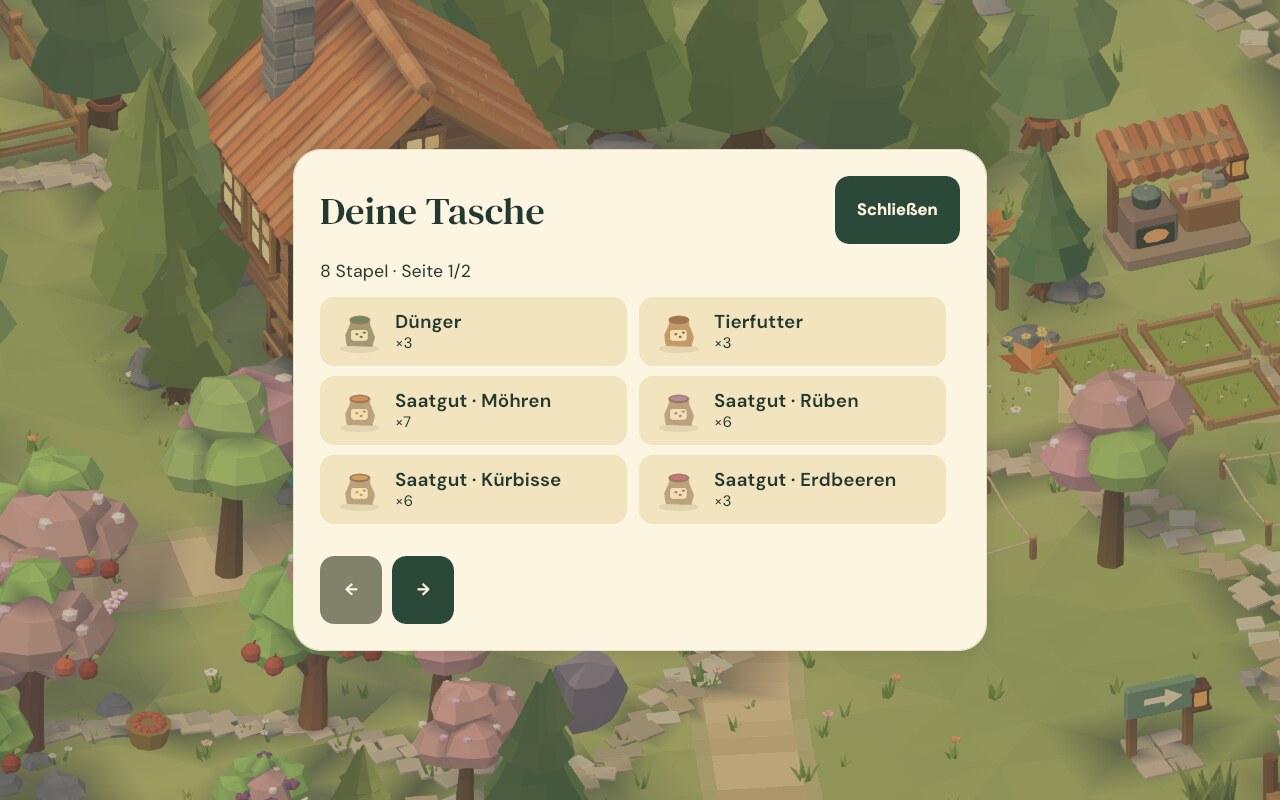 Deine Tasche
Schließen
8 Stapel · Seite 1/2
Dünger
×3
Tierfutter
×3
Saatgut · Möhren
×7
Saatgut · Rüben
×6
Saatgut · Kürbisse
×6
Saatgut · Erdbeeren
×3
← →